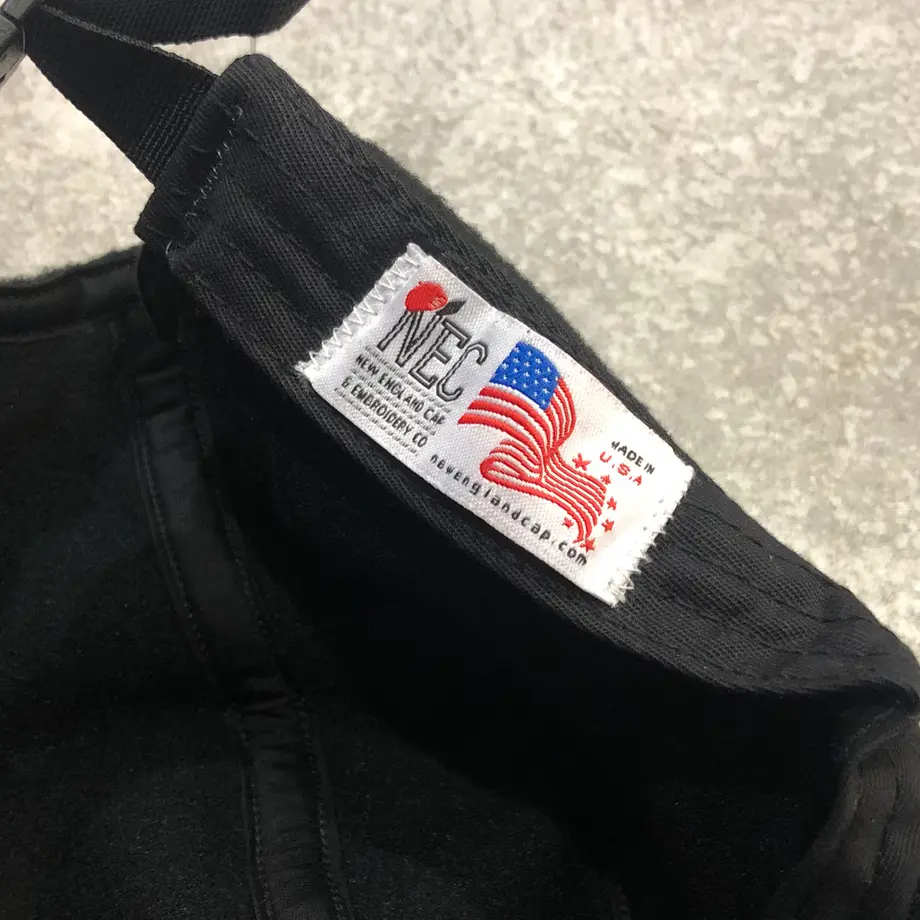 NEC
NEW ENGLAND CAP
& EMBROIDERY CO
MADE IN
U.S.A
newenglandcap.com